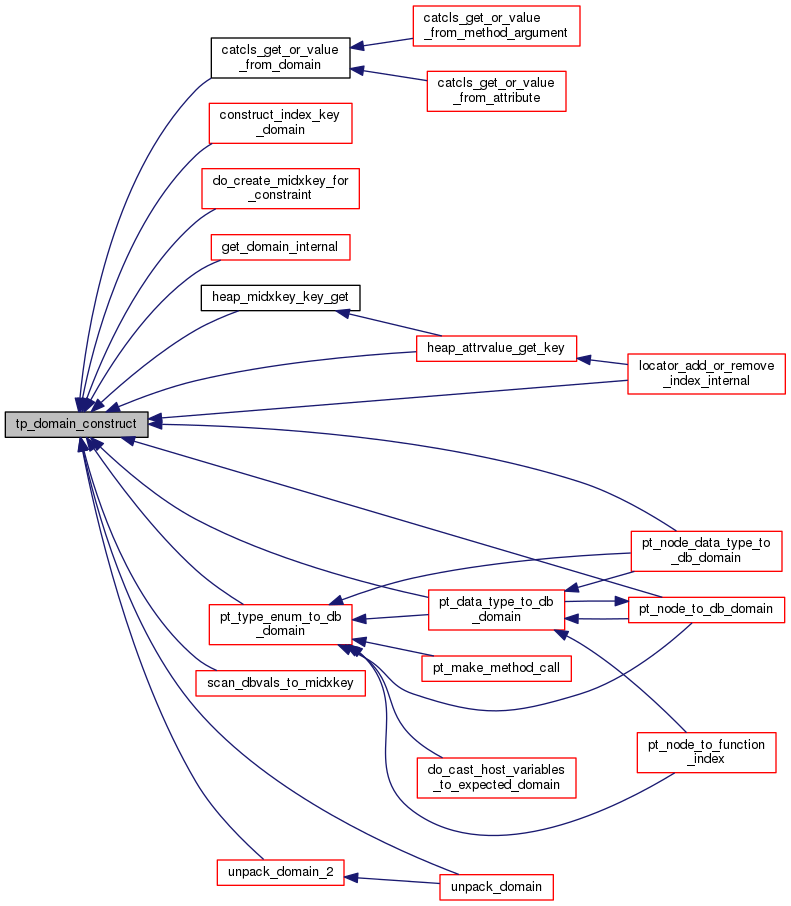 catcls_get_or_value
_from_method_argument
catcls_get_or_value
_from_domain
catcls_get_or_value
_from_attribute
construct_index_key
_domain
do_create_midxkey_for
_constraint
get_domain_internal
heap_midxkey_key_get
heap_attrvalue_get_key
locator_add_or_remove
_index_internal
tp_domain_construct
pt_node_data_type_to
_db_domain
pt_data_type_to_db
_domain
pt_node_to_db_domain
pt_type_enum_to_db
_domain
pt_make_method_call
scan_dbvals_to_midxkey
pt_node_to_function
_index
do_cast_host_variables
_to_expected_domain
unpack_domain_2
unpack_domain